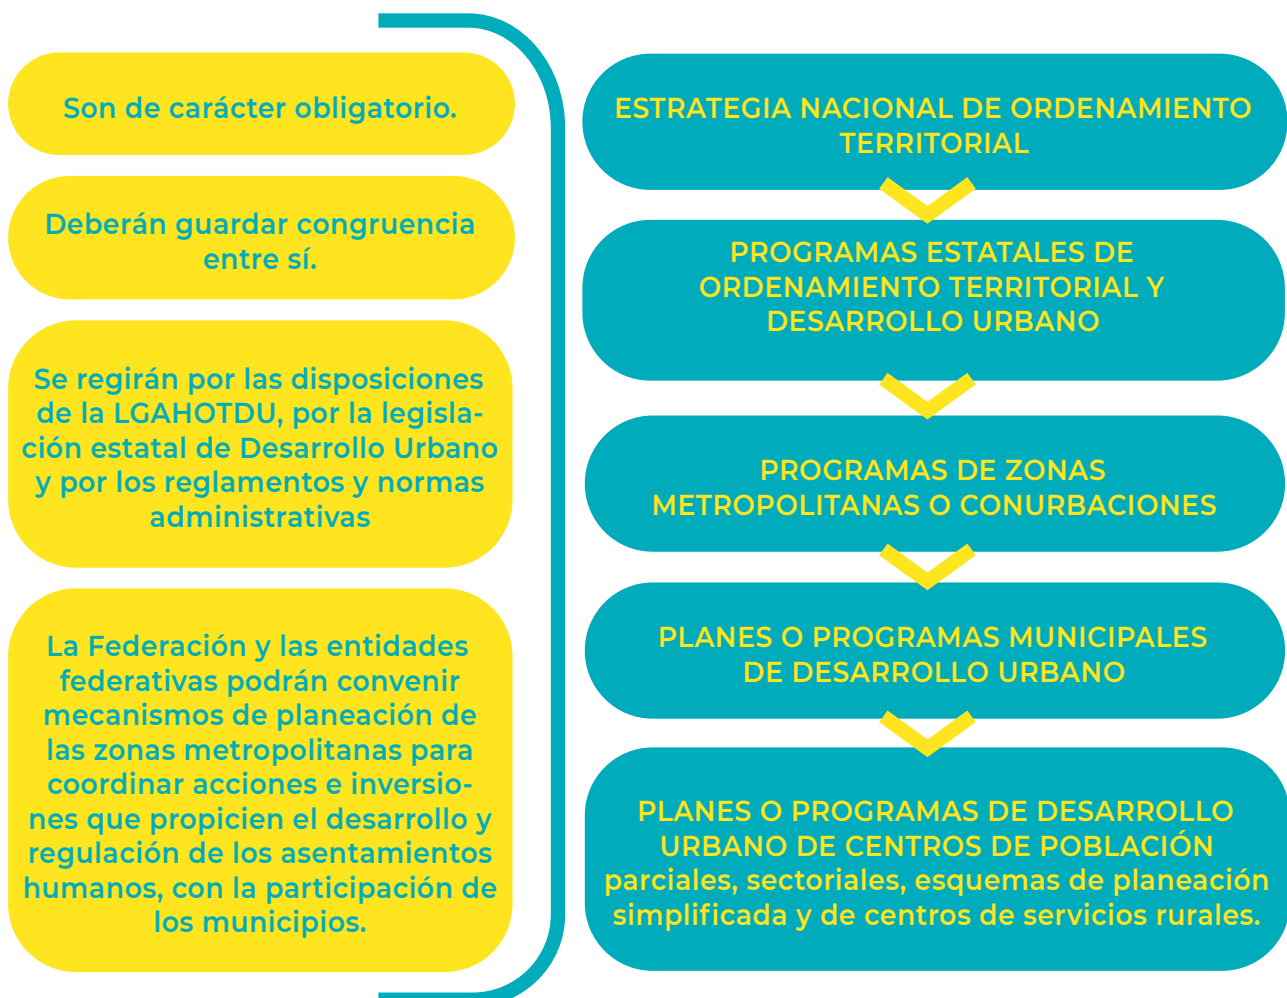 Son de carácter obligatorio.
Deberán guardar congruencia
entre sí.
Se regirán por las disposiciones
de la LGAHOTDU, por la legisla-
ción estatal de Desarrollo Urbano
y por los reglamentos y normas
administrativas
La Federación y las entidades
federativas podrán convenir
mecanismos de planeación de
las zonas metropolitanas para
coordinar acciones e inversio-
nes que propicien el desarrollo y
regulación de los asentamientos
humanos, con la participación de
los municipios.
ESTRATEGIA NACIONAL DE ORDENAMIENTO
TERRITORIAL
PROGRAMAS ESTATALES DE
ORDENAMIENTO TERRITORIAL Y
DESARROLLO URBANO
PROGRAMAS DE ZONAS
METROPOLITANAS O CONURBACIONES
PLANES O PROGRAMAS MUNICIPALES
DE DESARROLLO URBANO
PLANES O PROGRAMAS DE DESARROLLO
URBANO DE CENTROS DE POBLACIÓN
parciales, sectoriales, esquemas de planeación
simplificada y de centros de servicios rurales.